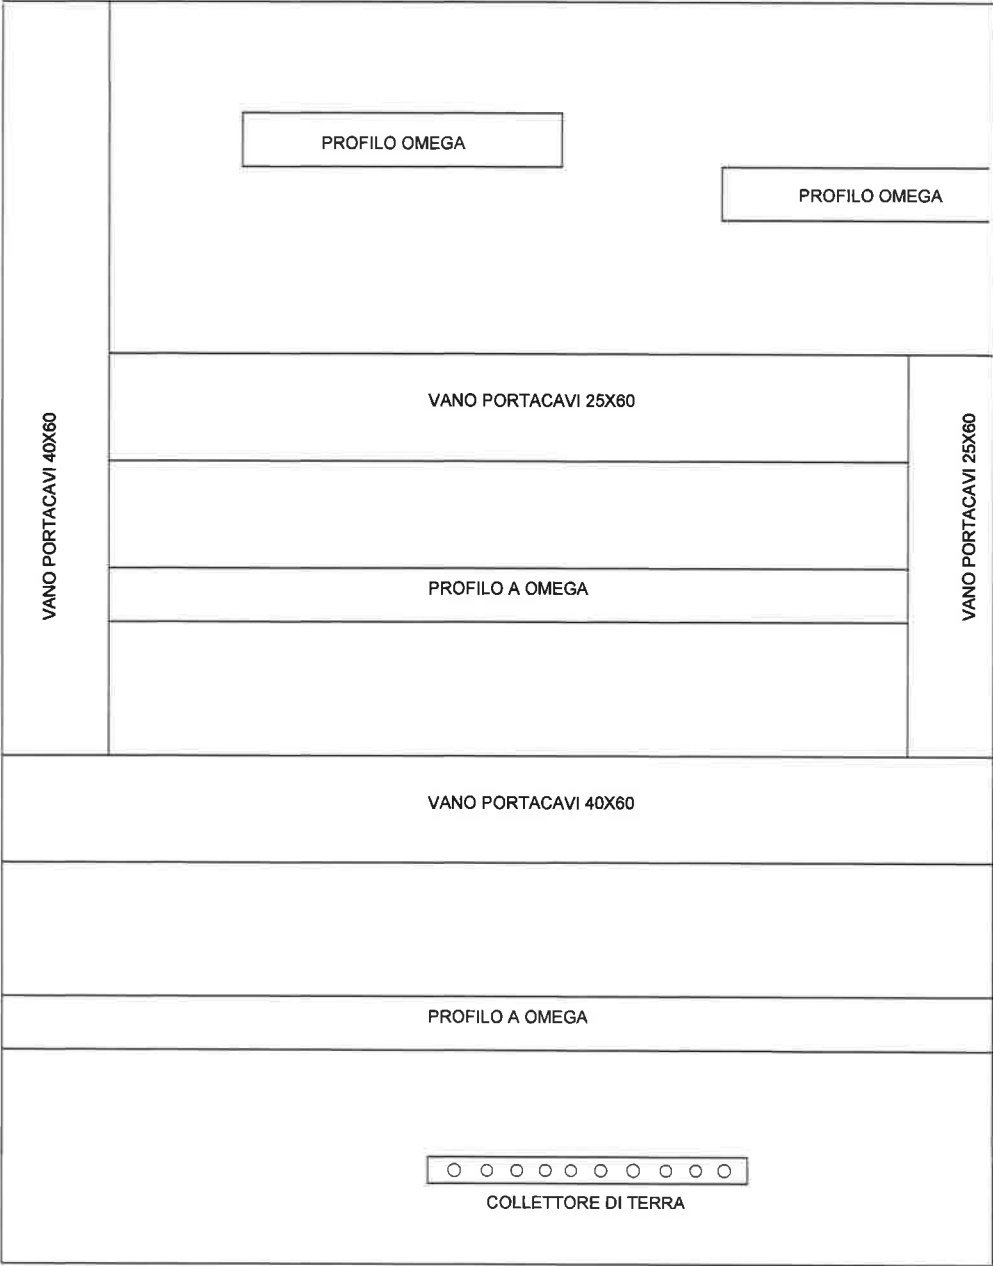 PROFILO OMEGA
PROFILO OMEGA
VANO PORTACAVI 40X60
VANO PORTACAVI 25X60
VANO PORTACAVI 25X60
PROFILO A OMEGA
VANO PORTACAVI 40X60
PROFILO A OMEGA
COLLETTORE DI TERRA